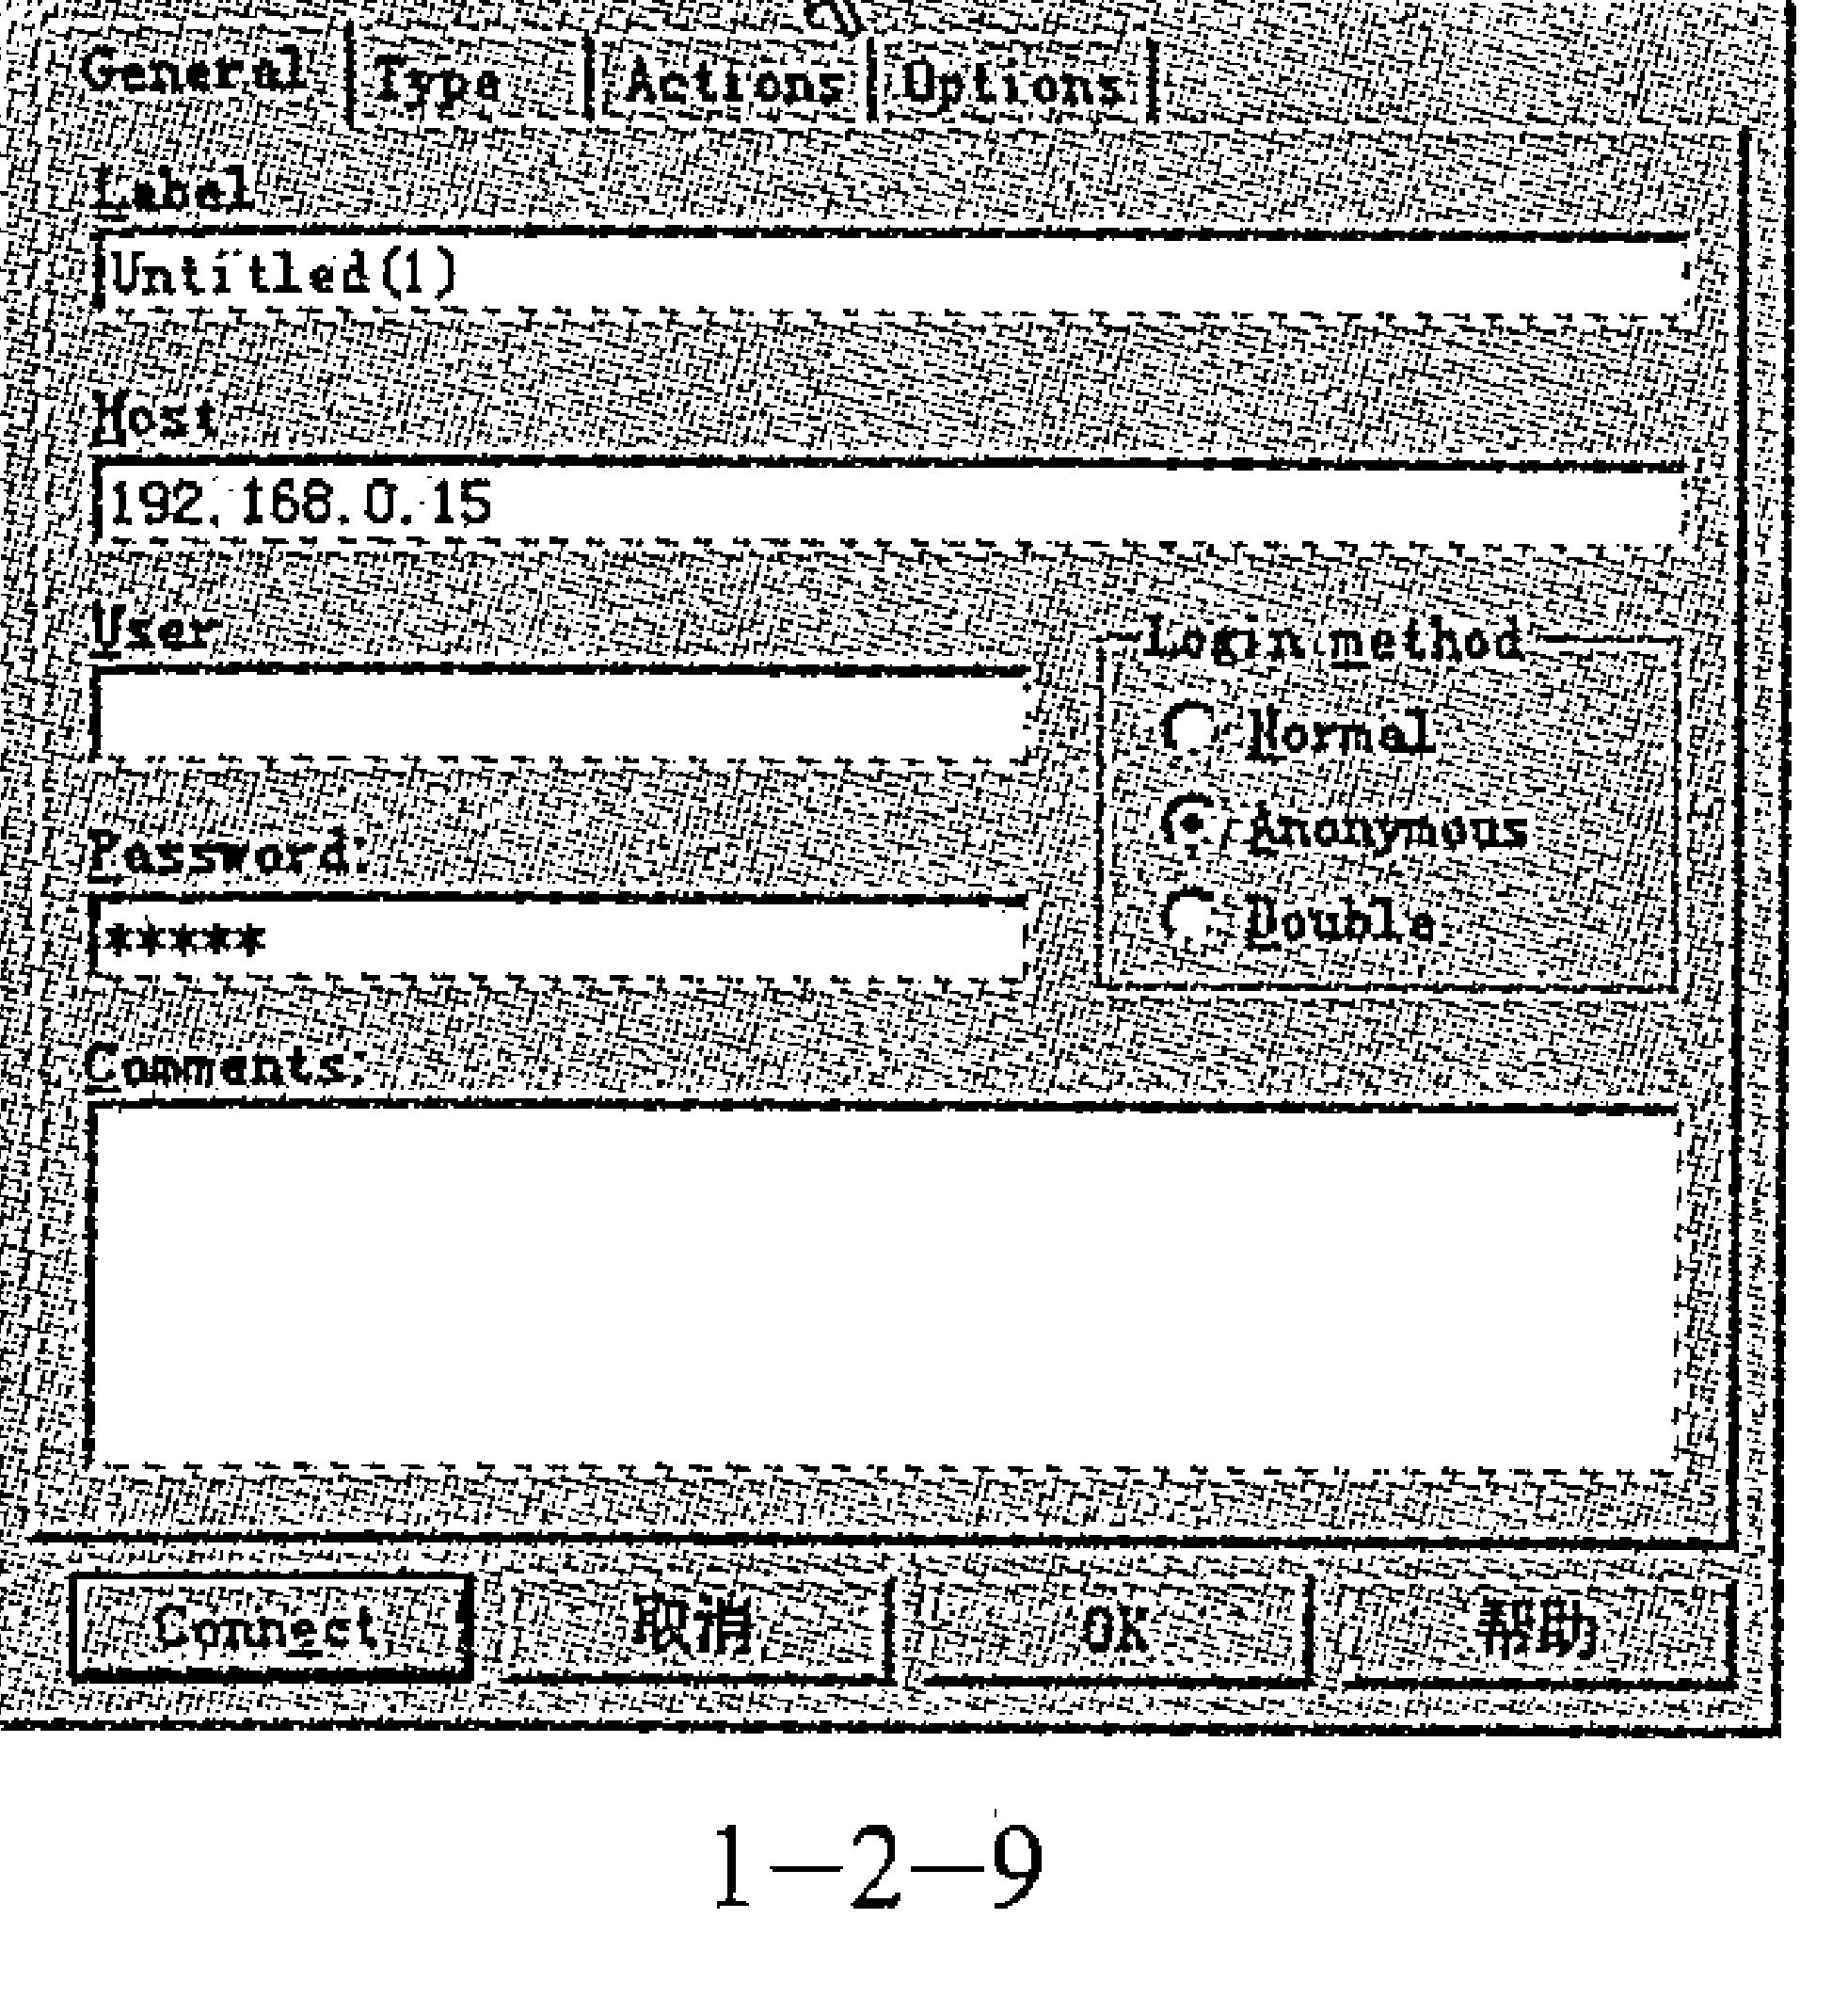 General Type Actions Options
Label
Untitled(1)
Host
192.168.0.15
User
Login method
Normal
Anonymous
Password:
Double
*****
Comments:
Connect 取消 OK 帮助
1-2-9